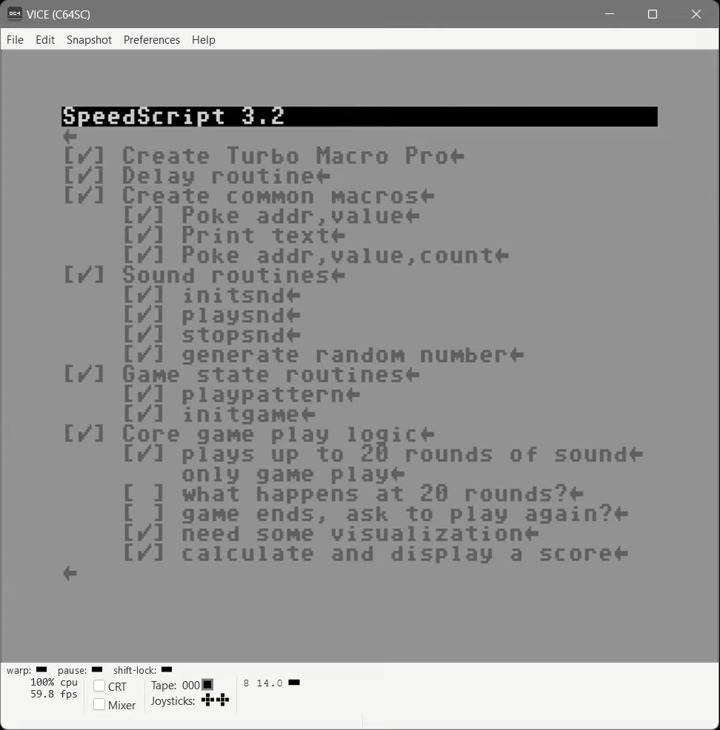 VICE (C64SC)
File Edit Snapshot Preferences Help
SpeedScript 3.2
←
[✓] Create Turbo Macro Pro←
[✓] Delay routine←
[✓] Create common macros←
[✓] Poke addr,value←
[✓] Print text←
[✓] Poke addr,value,count←
[✓] Sound routines←
[✓] initsnd←
[✓] playsnd←
[✓] stopsnd←
[✓] generate random number←
[✓] Game state routines←
[✓] playpattern←
[✓] initgame←
[✓] Core game play logic←
[✓] plays up to 20 rounds of sound←
only game play←
[ ] what happens at 20 rounds?←
[ ] game ends, ask to play again?←
[✓] need some visualization←
[✓] calculate and display a score←
←
warp: pause: shift-lock:
100% cpu CRT Tape: 000 8 14.0
59.8 fps Mixer Joysticks: